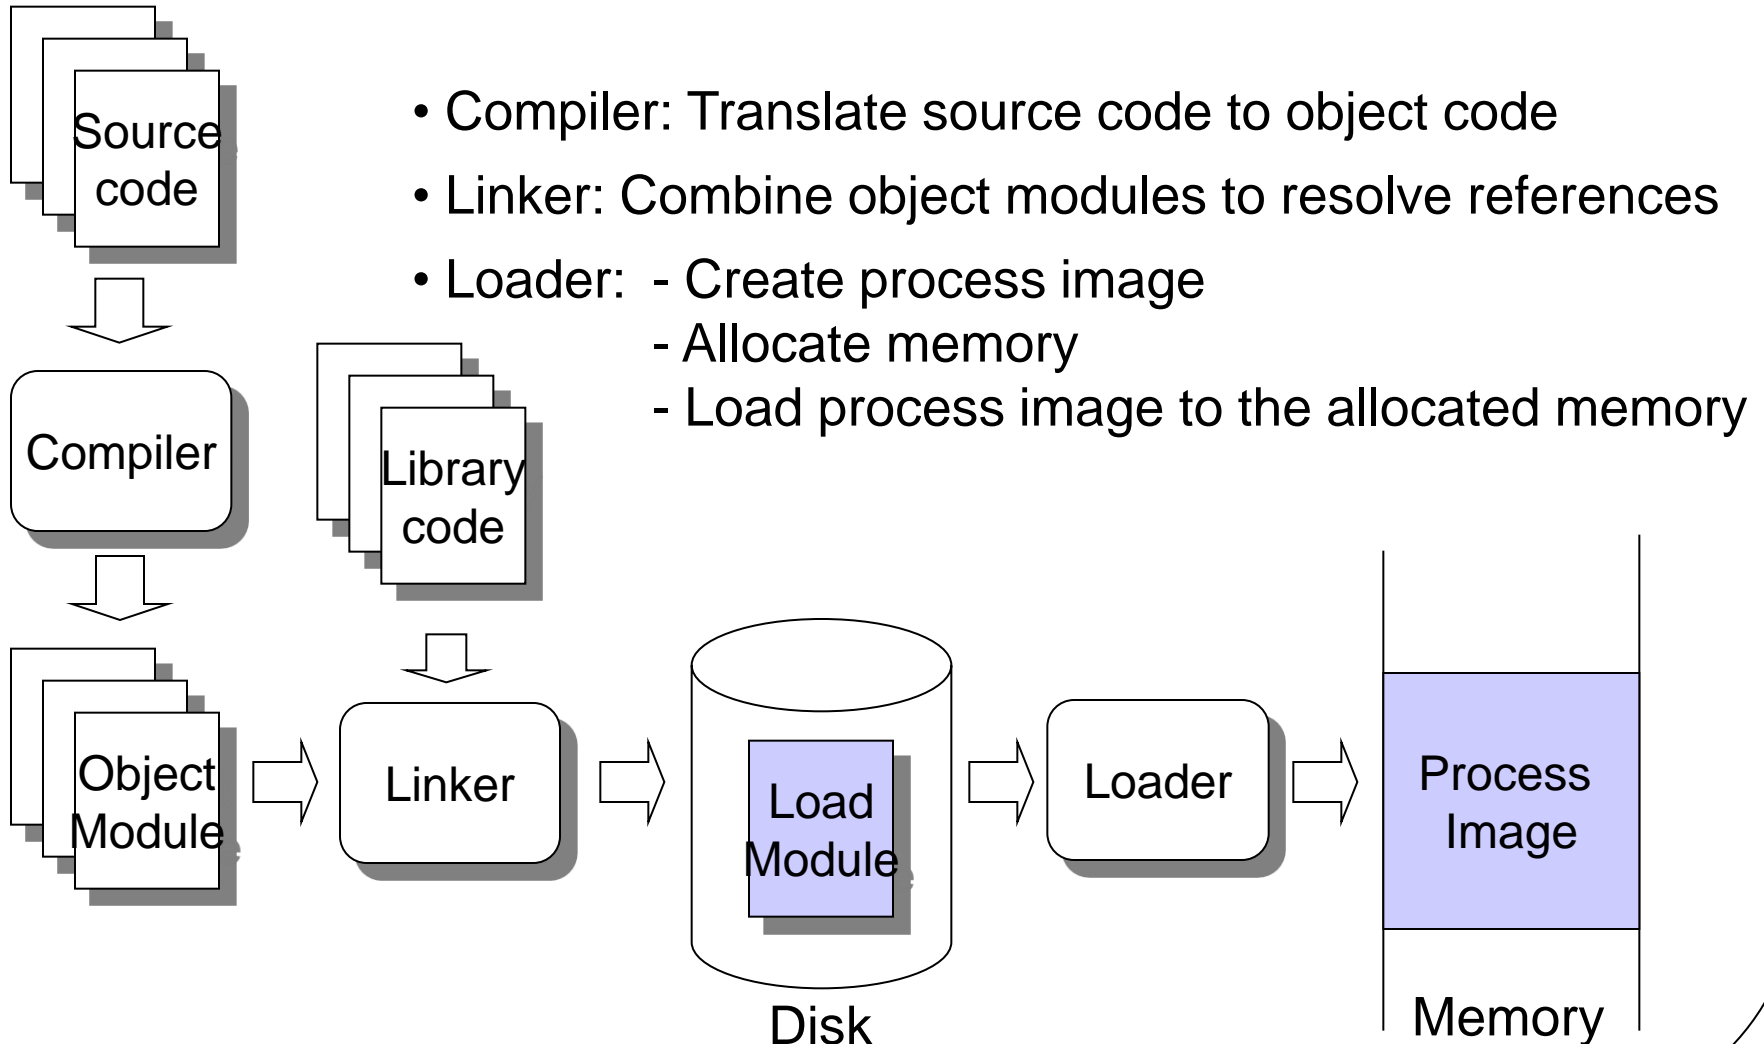 • Compiler: Translate source code to object code
• Linker: Combine object modules to resolve references
• Loader: - Create process image
- Allocate memory
- Load process image to the allocated memory
Source
code
Compiler
Library
code
Object
Module
Linker
Load
Module
Disk
Loader
Process
Image
Memory